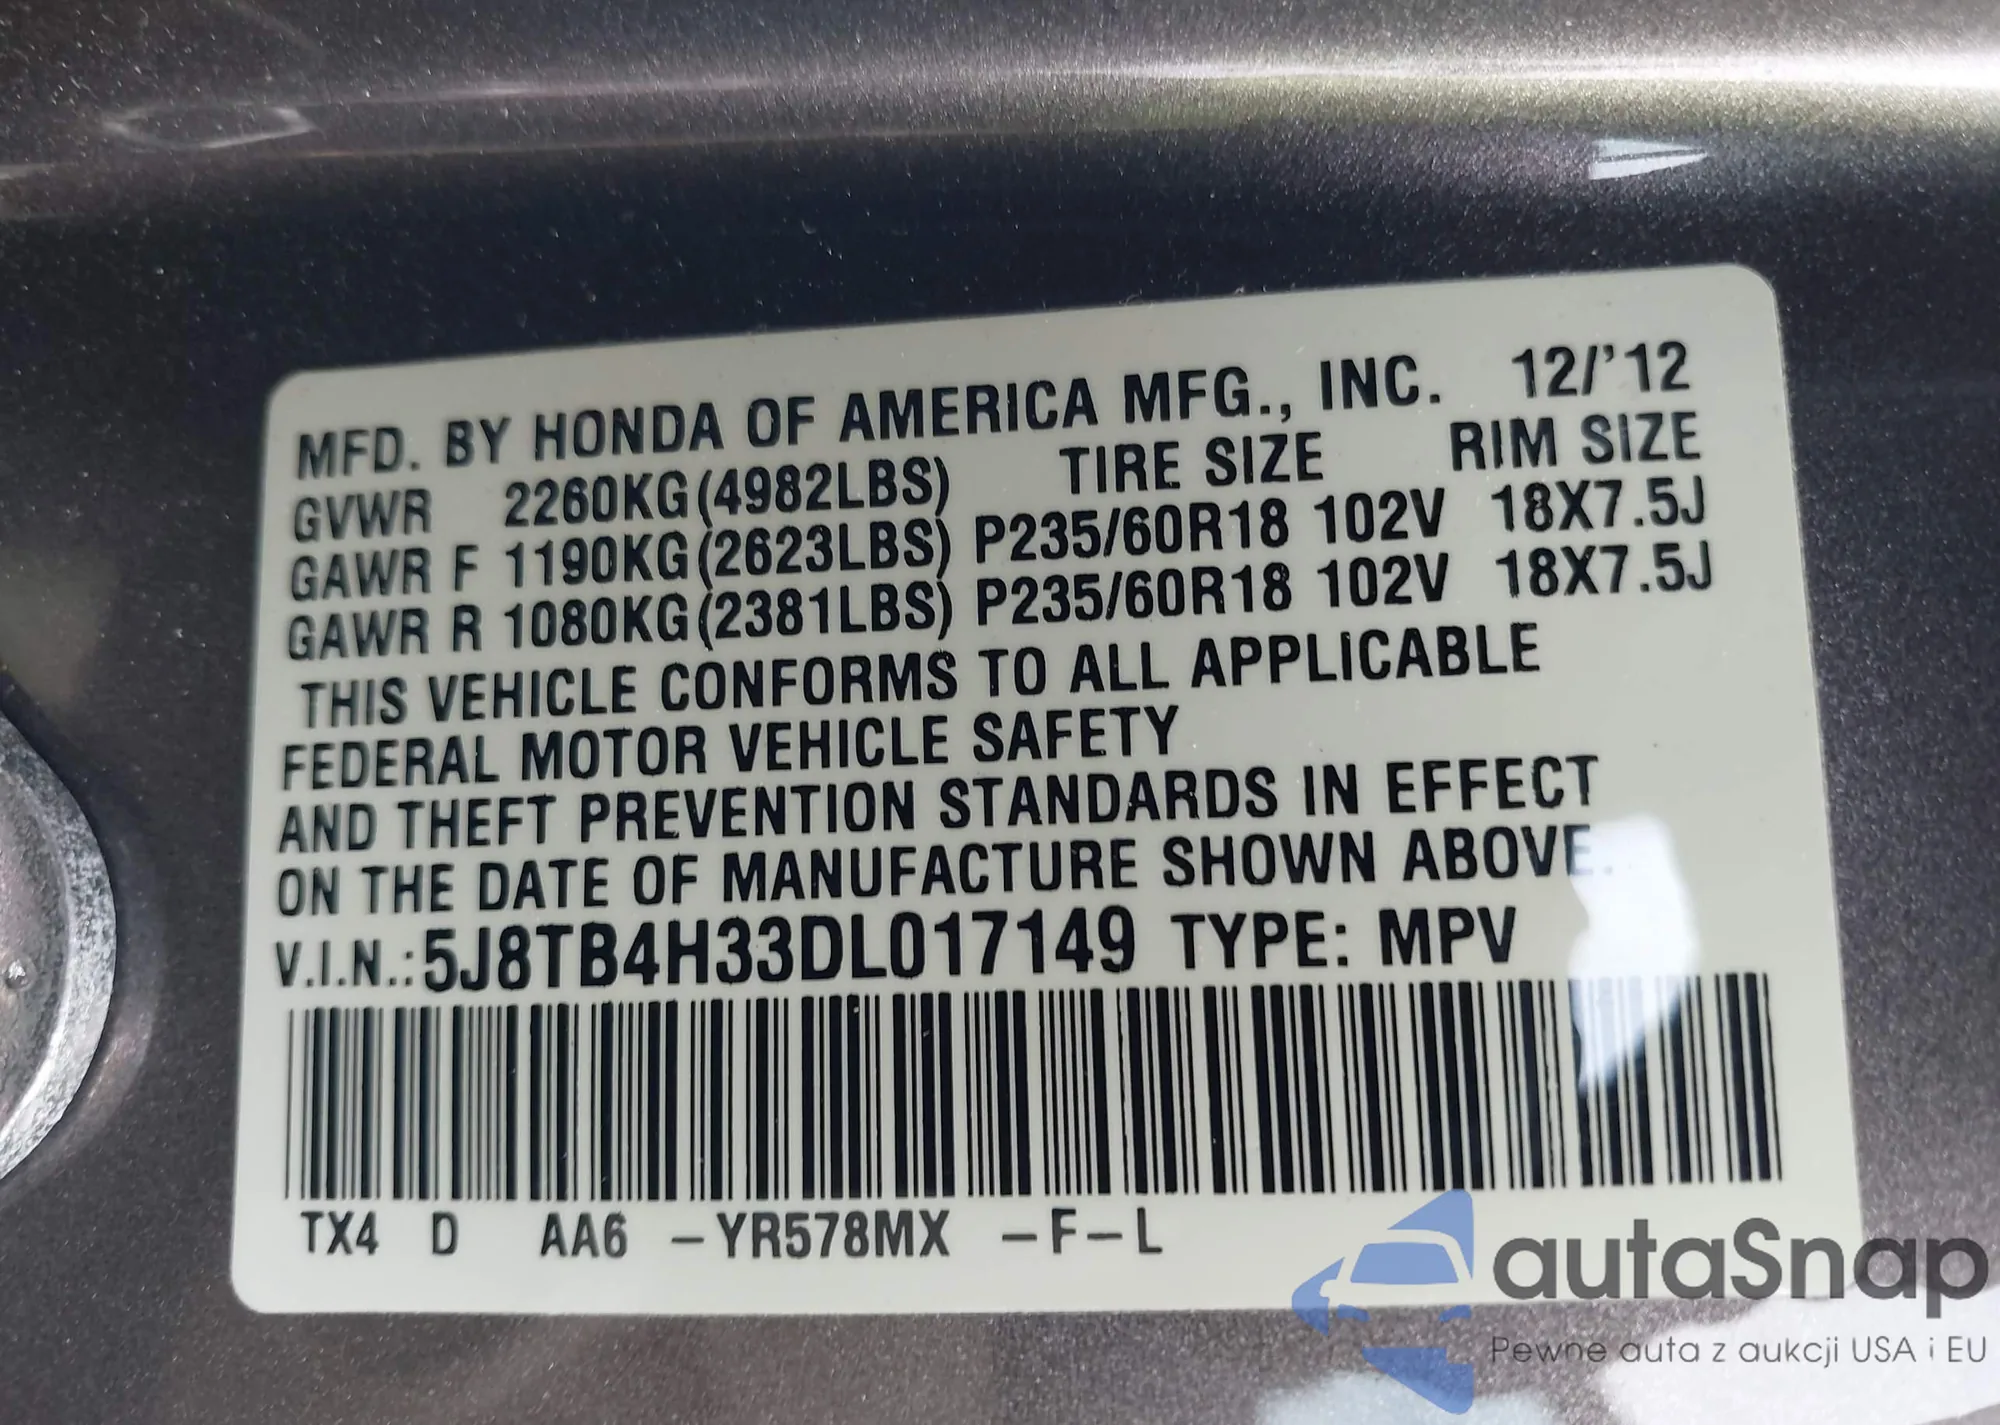 MFD. BY HONDA OF AMERICA MFG., INC. 12/'12
GVWR 2260KG(4982LBS) TIRE SIZE RIM SIZE
GAWR F 1190KG(2623LBS) P235/60R18 102V 18X7.5J
GAWR R 1080KG(2381LBS) P235/60R18 102V 18X7.5J
THIS VEHICLE CONFORMS TO ALL APPLICABLE
FEDERAL MOTOR VEHICLE SAFETY
AND THEFT PREVENTION STANDARDS IN EFFECT
ON THE DATE OF MANUFACTURE SHOWN ABOVE.
V.I.N.:5J8TB4H33DL017149 TYPE: MPV
TX4 D AA6 -YR578MX -F-L
autaSnap
Pewne auta z aukcji USA i EU